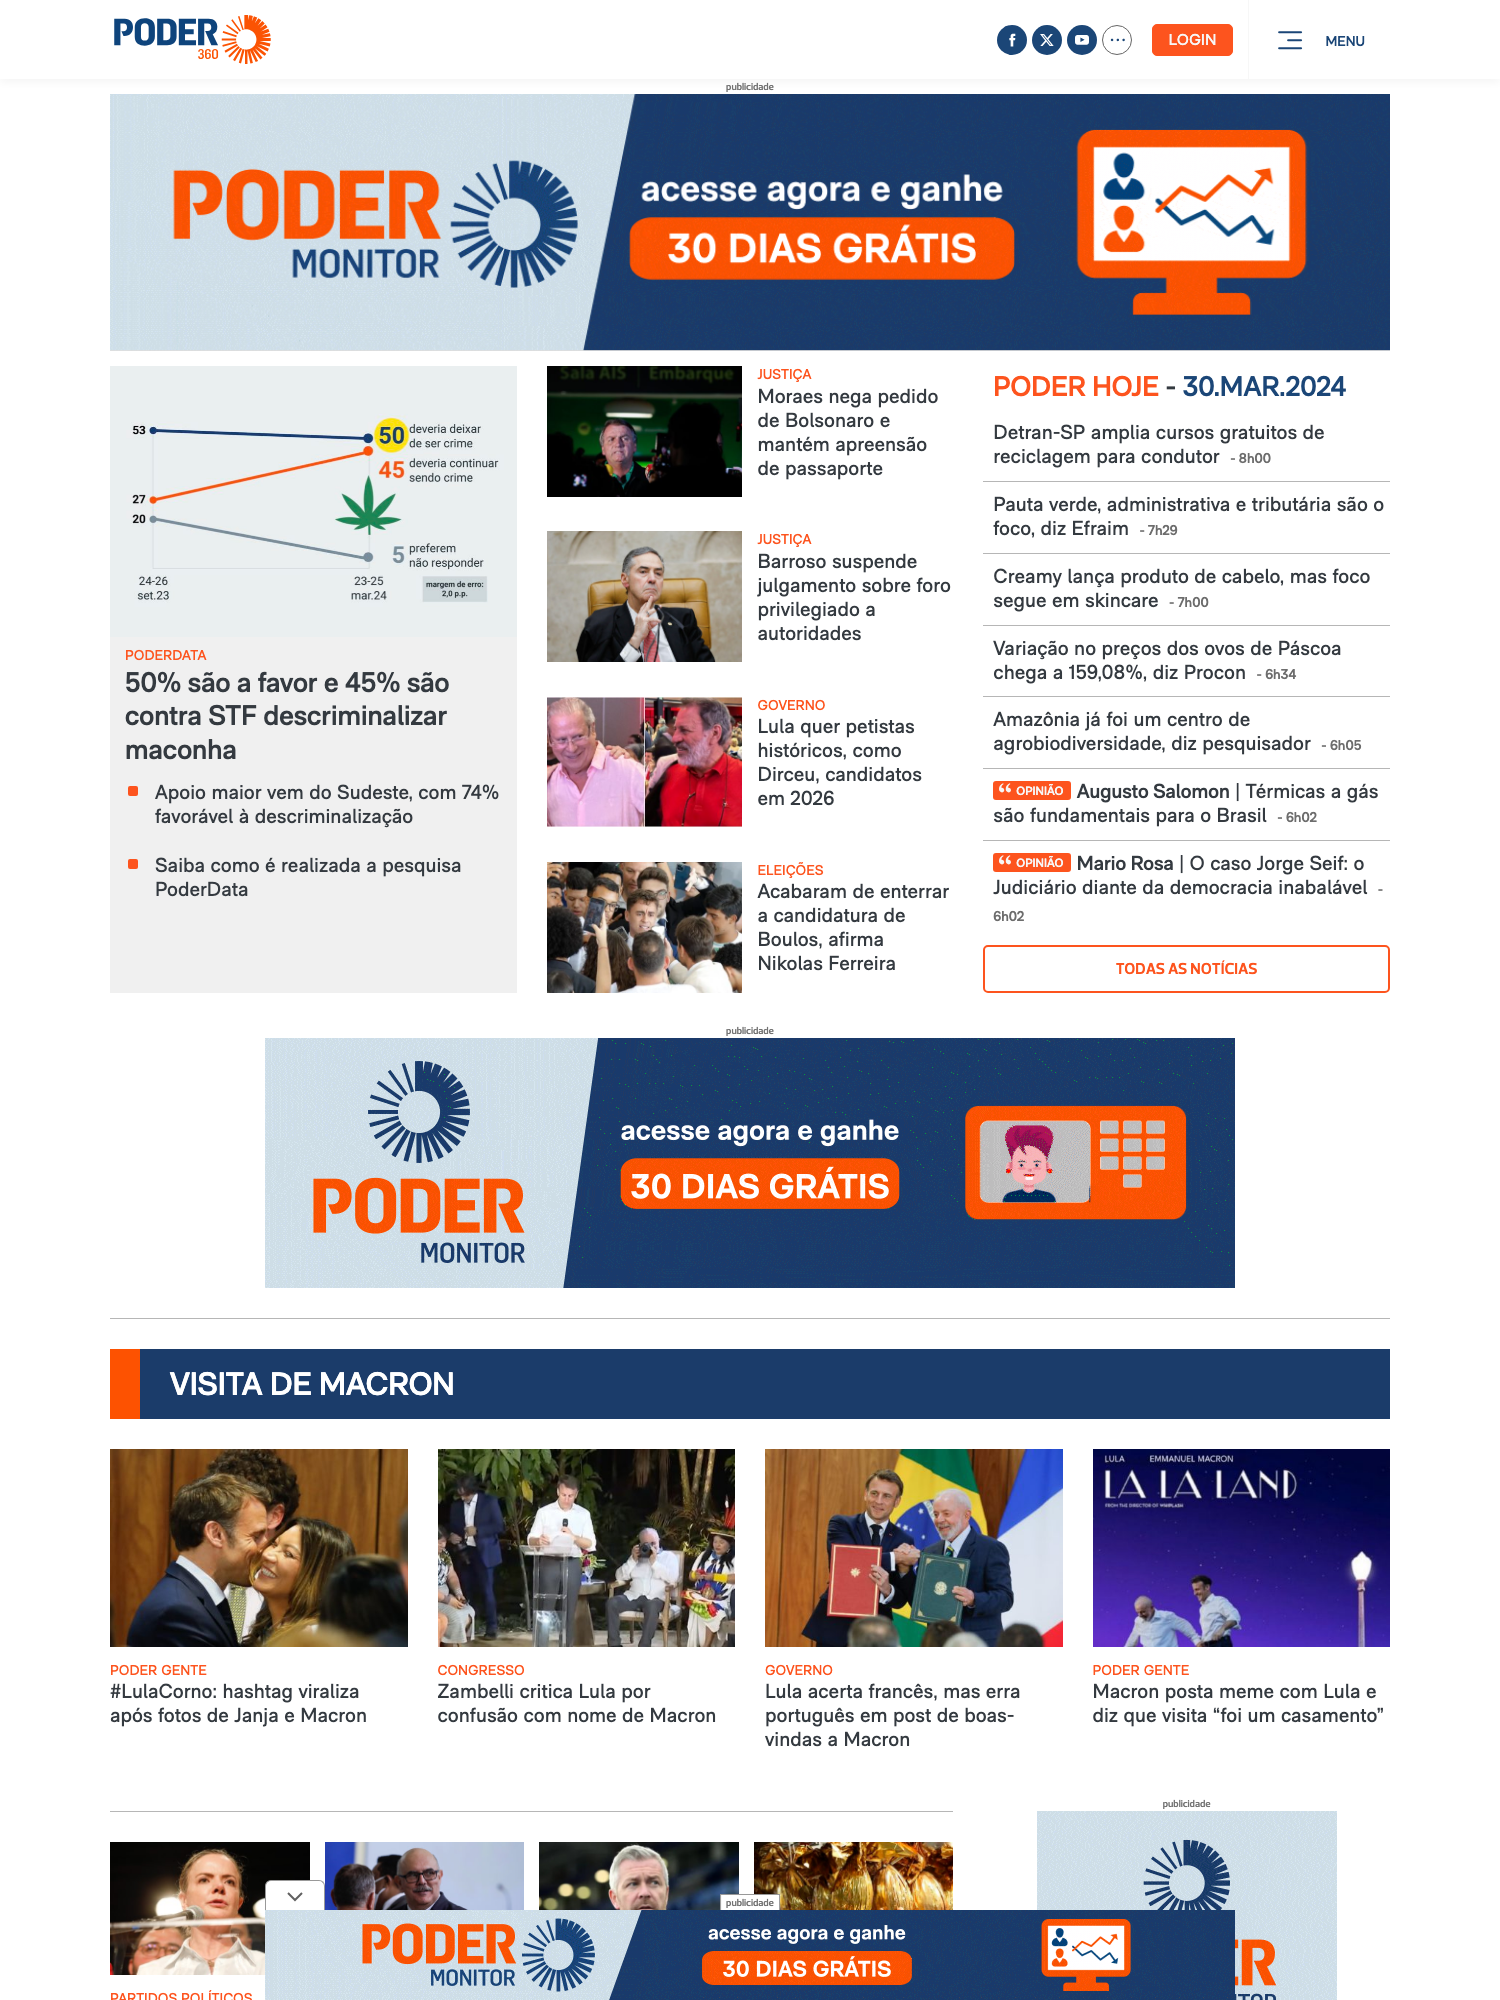 PODER
360
LOGIN
MENU
publicidade
PODER
MONITOR
acesse agora e ganhe
30 DIAS GRÁTIS
53
27
20
50 deveria deixar
de ser crime
45 deveria continuar
sendo crime
5 preferem
não responder
24-26
set.23
23-25
mar.24
margem de erro:
2,0 p.p.
PODERDATA
50% são a favor e 45% são
contra STF descriminalizar
maconha
Apoio maior vem do Sudeste, com 74%
favorável à descriminalização
Saiba como é realizada a pesquisa
PoderData
Sala AIS Embarque
JUSTIÇA
Moraes nega pedido
de Bolsonaro e
mantém apreensão
de passaporte
JUSTIÇA
Barroso suspende
julgamento sobre foro
privilegiado a
autoridades
GOVERNO
Lula quer petistas
históricos, como
Dirceu, candidatos
em 2026
ELEIÇÕES
Acabaram de enterrar
a candidatura de
Boulos, afirma
Nikolas Ferreira
PODER HOJE - 30.MAR.2024
Detran-SP amplia cursos gratuitos de
reciclagem para condutor - 8h00
Pauta verde, administrativa e tributária são o
foco, diz Efraim - 7h29
Creamy lança produto de cabelo, mas foco
segue em skincare - 7h00
Variação no preços dos ovos de Páscoa
chega a 159,08%, diz Procon - 6h34
Amazônia já foi um centro de
agrobiodiversidade, diz pesquisador - 6h05
OPINIÃO Augusto Salomon | Térmicas a gás
são fundamentais para o Brasil - 6h02
OPINIÃO Mario Rosa | O caso Jorge Seif: o
Judiciário diante da democracia inabalável -
6h02
TODAS AS NOTÍCIAS
publicidade
PODER
MONITOR
acesse agora e ganhe
30 DIAS GRÁTIS
VISITA DE MACRON
LULA EMMANUEL MACRON
LA LA LAND
FROM THE DIRECTOR OF WHIPLASH
PODER GENTE
#LulaCorno: hashtag viraliza
após fotos de Janja e Macron
CONGRESSO
Zambelli critica Lula por
confusão com nome de Macron
GOVERNO
Lula acerta francês, mas erra
português em post de boas-
vindas a Macron
PODER GENTE
Macron posta meme com Lula e
diz que visita “foi um casamento”
publicidade
publicidade
PODER
MONITOR
acesse agora e ganhe
30 DIAS GRÁTIS
ER
TOR
PARTIDOS POLÍTICOS